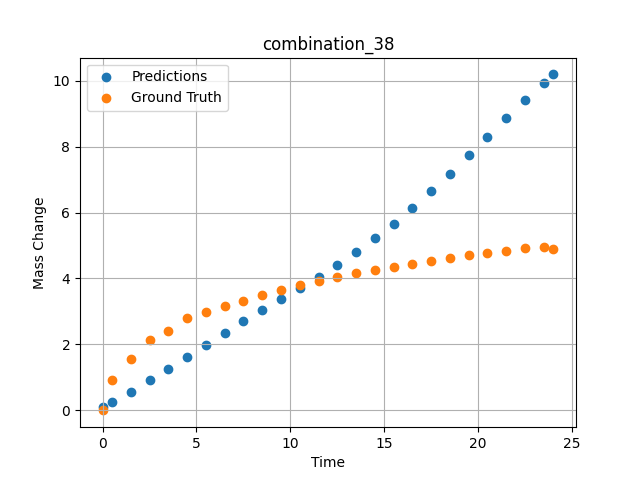 combination_38
Predictions
Ground Truth
Mass Change
10
8
6
4
2
0
0 5 10 15 20 25
Time